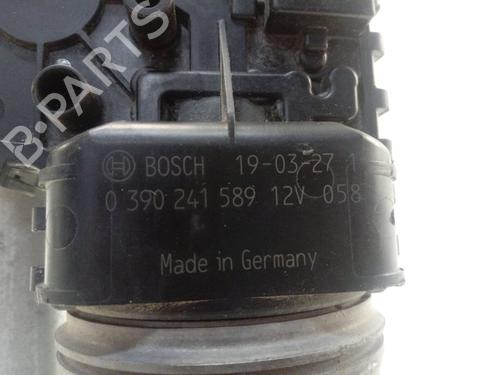 B-PARTS
BOSCH 19-03-27 1
0 390 241 589 12V 058
Made in Germany